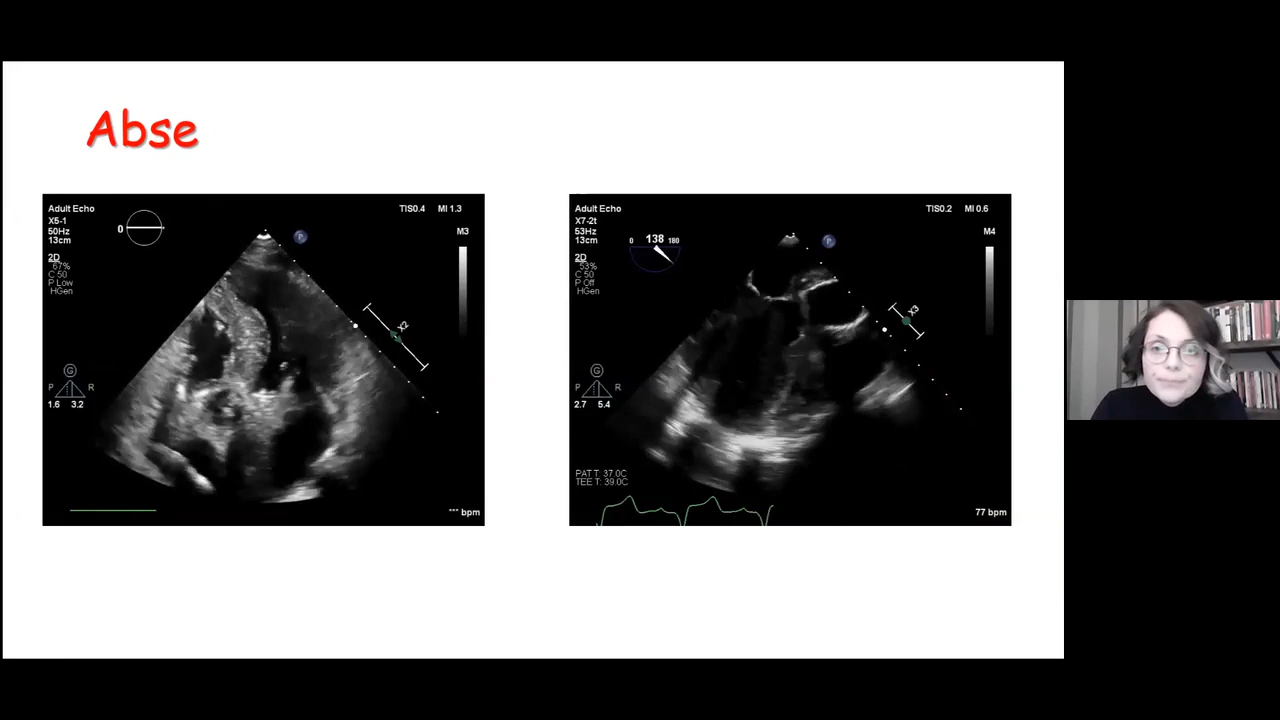 Abse
Adult Echo
TIS0.4 MI 1.3
X5-1
50Hz
13cm
0
P
M3
2D
67%
C 50
P Low
HGen
X2
G
P R
1.6 3.2
*** bpm
Adult Echo
TIS0.2 MI 0.6
X7-2t
53Hz
13cm
0 138 180
P
M4
2D
53%
C 50
P Off
HGen
X3
G
P R
2.7 5.4
PAT T: 37.0C
TEE T: 39.0C
77 bpm